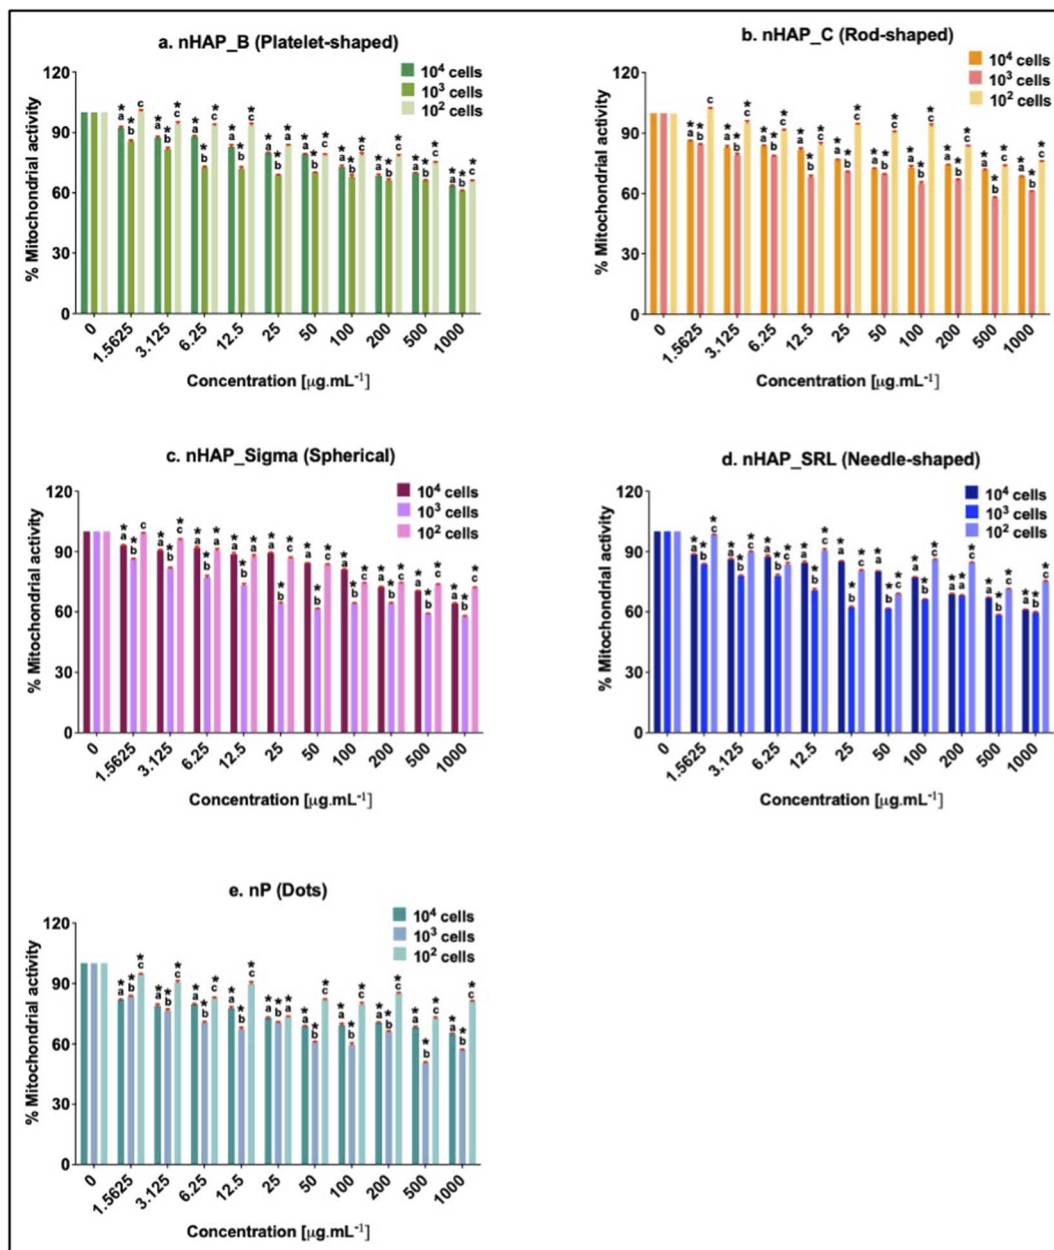 a. nHAP_B (Platelet-shaped)
10⁴ cells
10³ cells
10² cells
% Mitochondrial activity
120
90
60
30
0
*a *b c *a *b *c *a *b *c *a *b *c *a *b *a *a *b *c *a *b *c *a *b *c *a *b *c *a *b *c
0 1.5625 3.125 6.25 12.5 25 50 100 200 500 1000
Concentration [μg.mL⁻¹]
b. nHAP_C (Rod-shaped)
10⁴ cells
10³ cells
10² cells
% Mitochondrial activity
120
90
60
30
0
*a *b c *a *b *c *a *b *c *a *b *c *a *b *c *a *b *c *a *b *c *a *b *c *a *b *c *a *b *c
0 1.5625 3.125 6.25 12.5 25 50 100 200 500 1000
Concentration [μg.mL⁻¹]
c. nHAP_Sigma (Spherical)
10⁴ cells
10³ cells
10² cells
% Mitochondrial activity
120
90
60
30
0
*a *b c *a *b *c *a *b *c *a *b *c *a *b *c *a *b *c *a *b *c *a *b *c *a *b *c *a *b *c
0 1.5625 3.125 6.25 12.5 25 50 100 200 500 1000
Concentration [μg.mL⁻¹]
d. nHAP_SRL (Needle-shaped)
10⁴ cells
10³ cells
10² cells
% Mitochondrial activity
120
90
60
30
0
*a *b *c *a *b *c *a *b *c *a *b *c *a *b *c *a *b *c *a *b *c *a *a *c *a *b *c *a *b *c
0 1.5625 3.125 6.25 12.5 25 50 100 200 500 1000
Concentration [μg.mL⁻¹]
e. nP (Dots)
10⁴ cells
10³ cells
10² cells
% Mitochondrial activity
120
90
60
30
0
*a *b *c *a *b *c *a *b *c *a *b *c *a *b *a *a *b *c *a *b *c *a *b *c *a *b *c *a *b *c
0 1.5625 3.125 6.25 12.5 25 50 100 200 500 1000
Concentration [μg.mL⁻¹]